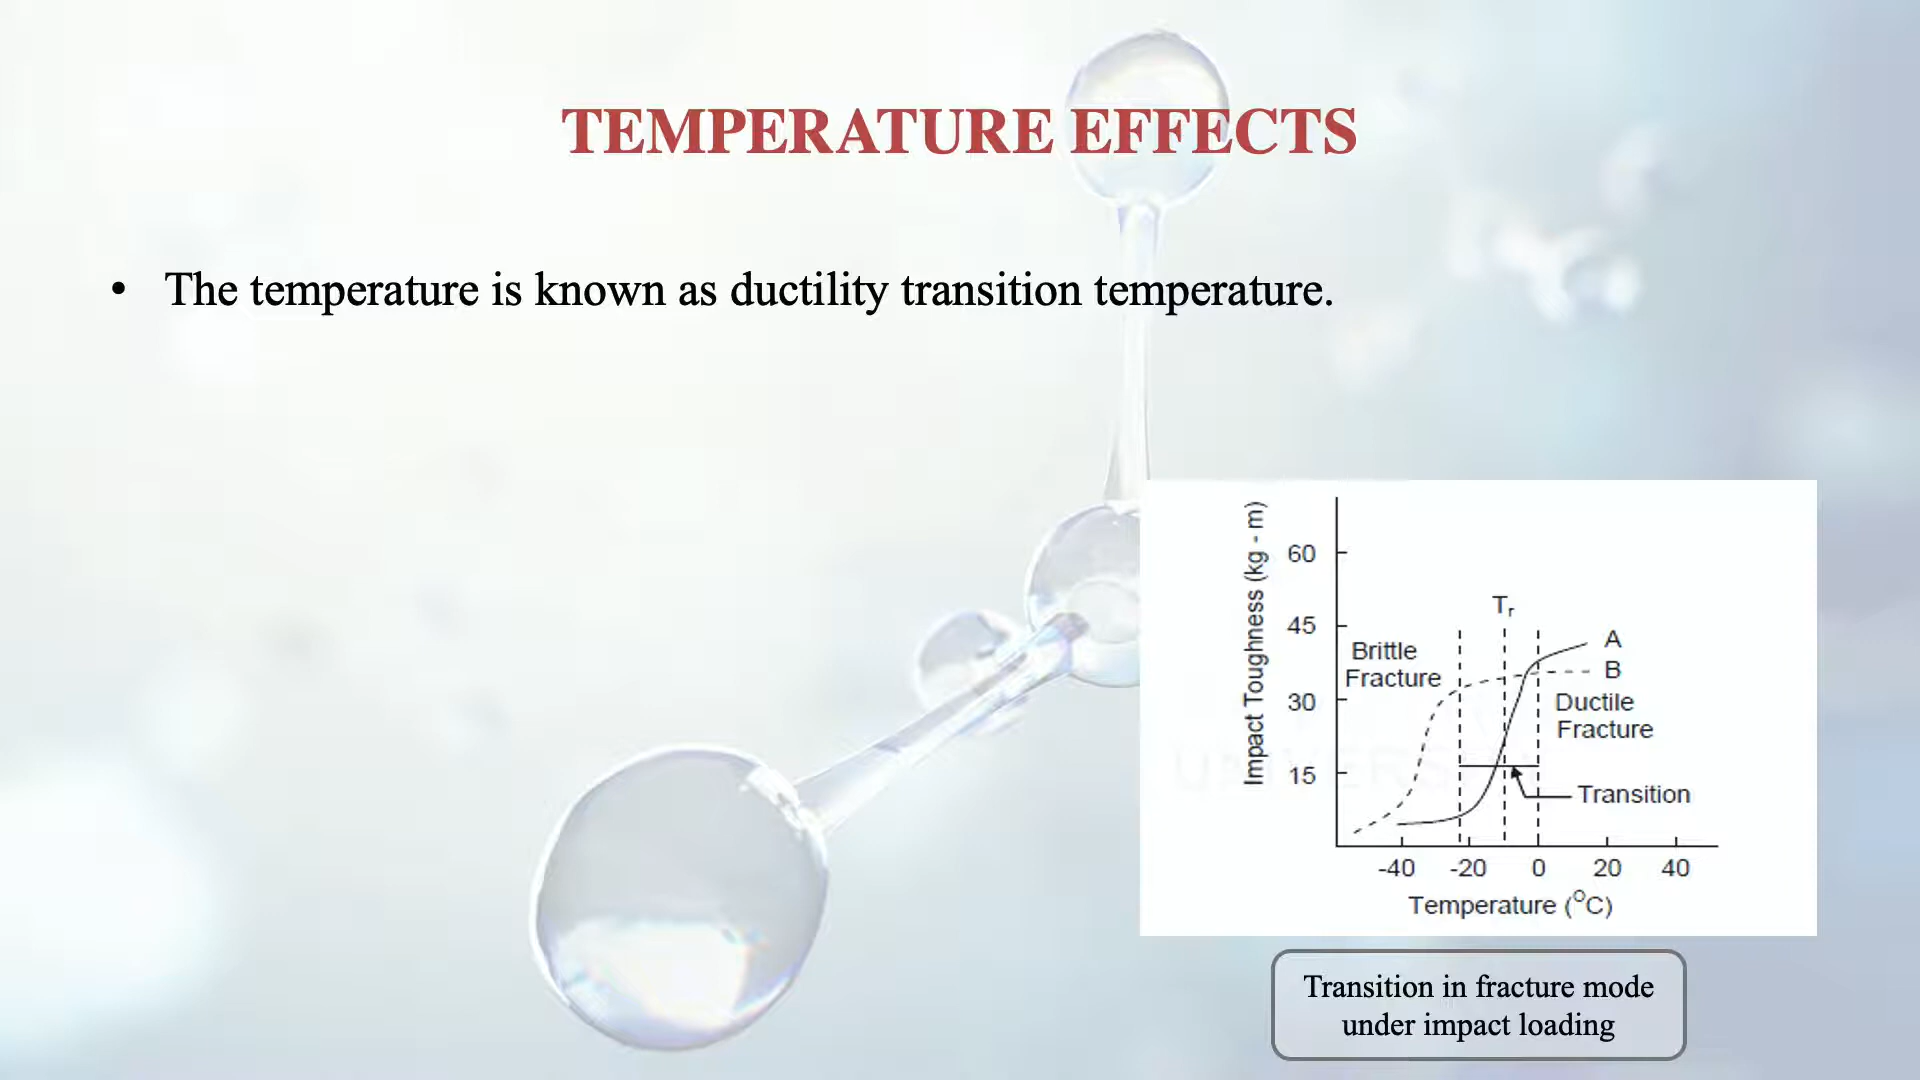 TEMPERATURE EFFECTS
• The temperature is known as ductility transition temperature.
Impact Toughness (kg - m)
60
45
30
15
Tr
A
B
Brittle
Fracture
Ductile
Fracture
Transition
-40 -20 0 20 40
Temperature (°C)
Transition in fracture mode
under impact loading